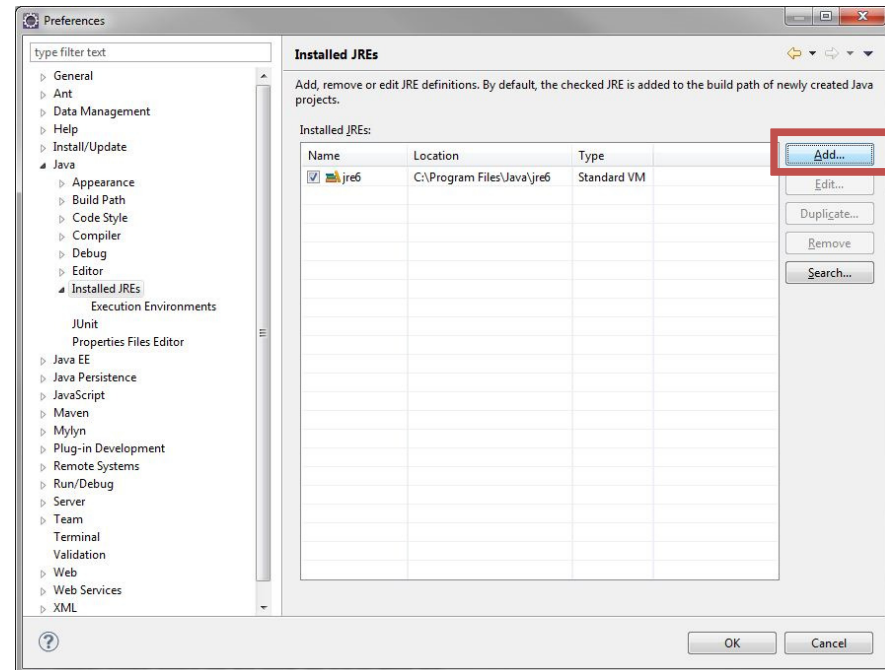 Preferences
type filter text
General
Ant
Data Management
Help
Install/Update
Java
Appearance
Build Path
Code Style
Compiler
Debug
Editor
Installed JREs
Execution Environments
JUnit
Properties Files Editor
Java EE
Java Persistence
JavaScript
Maven
Mylyn
Plug-in Development
Remote Systems
Run/Debug
Server
Team
Terminal
Validation
Web
Web Services
XML
Installed JREs
Add, remove or edit JRE definitions. By default, the checked JRE is added to the build path of newly created Java
projects.
Installed JREs:
Name Location Type
jre6 C:\Program Files\Java\jre6 Standard VM
Add...
Edit...
Duplicate...
Remove
Search...
OK Cancel